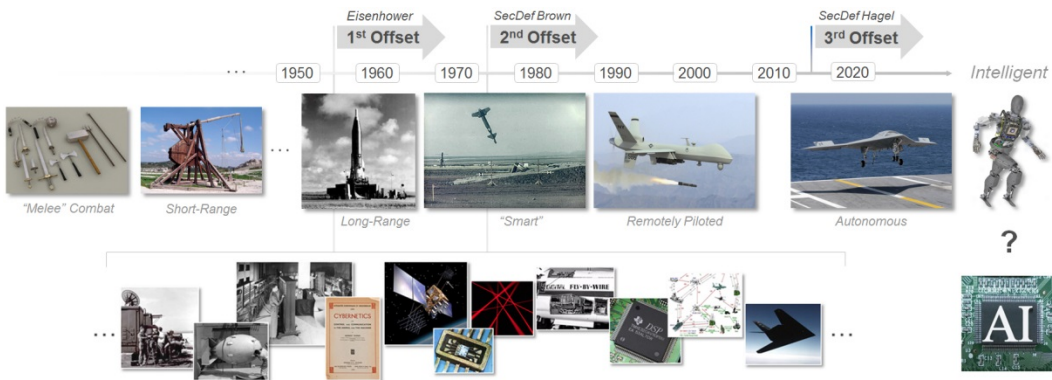 Eisenhower
1st Offset
SecDef Brown
2nd Offset
SecDef Hagel
3rd Offset
... 1950 1960 1970 1980 1990 2000 2010 2020 Intelligent
...
"Melee" Combat
Short-Range
Long-Range
"Smart"
Remotely Piloted
Autonomous
?
FLY-BY-WIRE
CYBERNETICS
DSP
AI
... ...